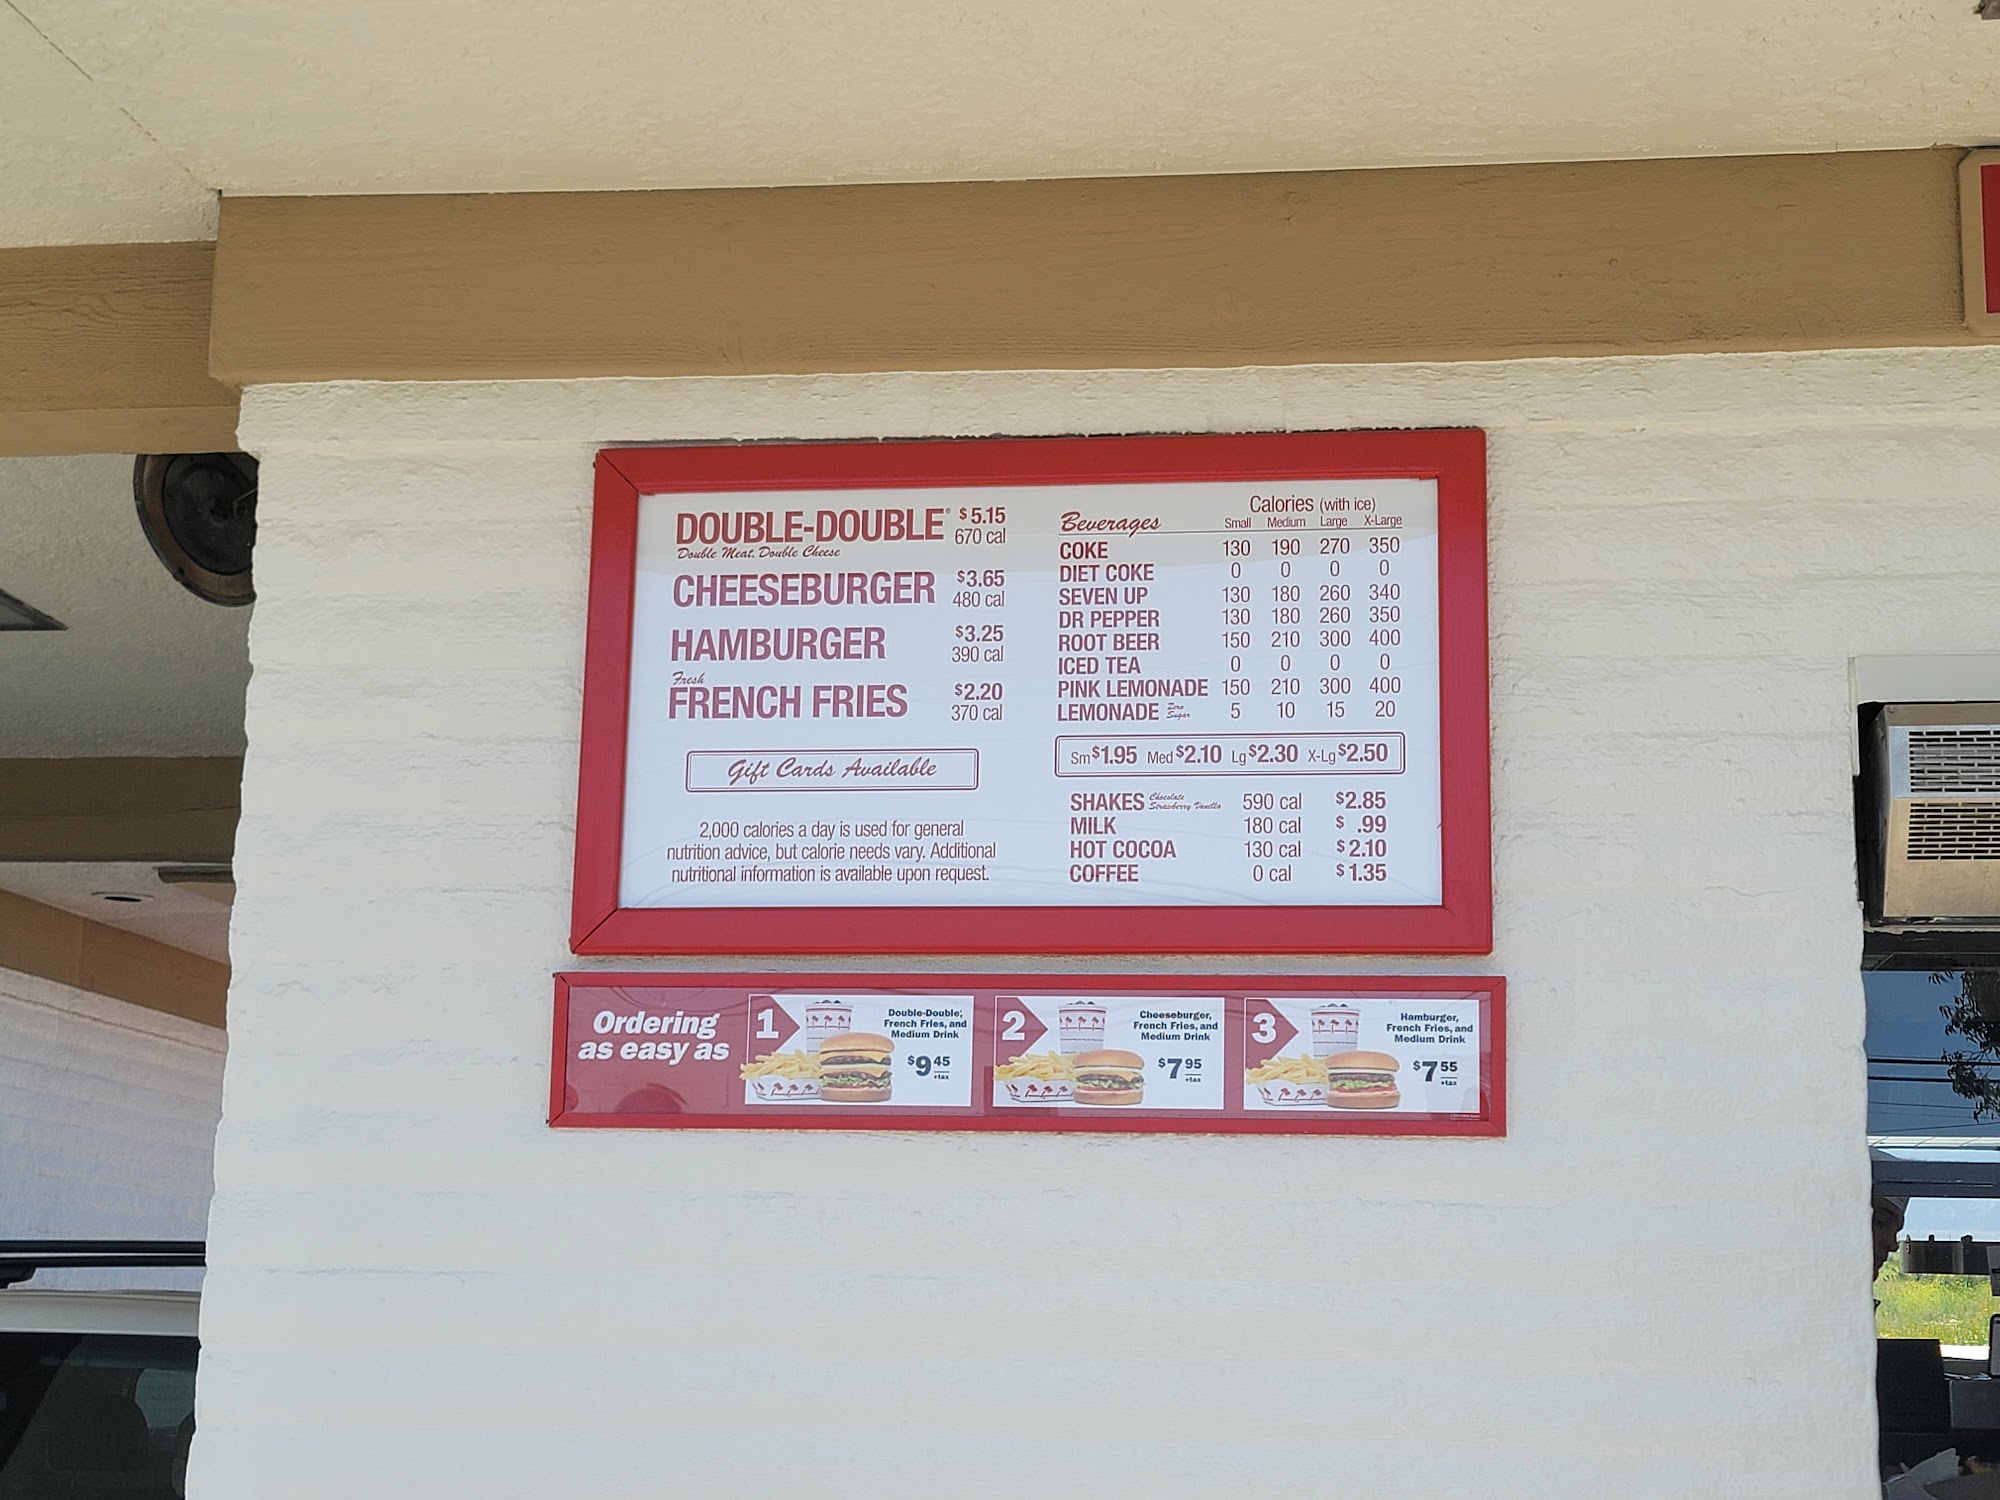 DOUBLE-DOUBLE® $5.15
Double Meat, Double Cheese 670 cal
CHEESEBURGER $3.65
480 cal
HAMBURGER $3.25
390 cal
Fresh
FRENCH FRIES $2.20
370 cal
Gift Cards Available
2,000 calories a day is used for general
nutrition advice, but calorie needs vary. Additional
nutritional information is available upon request.
Calories (with ice)
Beverages Small Medium Large X-Large
COKE 130 190 270 350
DIET COKE 0 0 0 0
SEVEN UP 130 180 260 340
DR PEPPER 130 180 260 350
ROOT BEER 150 210 300 400
ICED TEA 0 0 0 0
PINK LEMONADE 150 210 300 400
LEMONADE Zero Sugar 5 10 15 20
Sm $1.95 Med $2.10 Lg $2.30 X-Lg $2.50
SHAKES Chocolate Strawberry Vanilla 590 cal $2.85
MILK 180 cal $ .99
HOT COCOA 130 cal $2.10
COFFEE 0 cal $1.35
Ordering
as easy as
1
Double-Double,®
French Fries, and
Medium Drink
$9 45
+tax
2
Cheeseburger,
French Fries, and
Medium Drink
$7 95
+tax
3
Hamburger,
French Fries, and
Medium Drink
$7 55
+tax